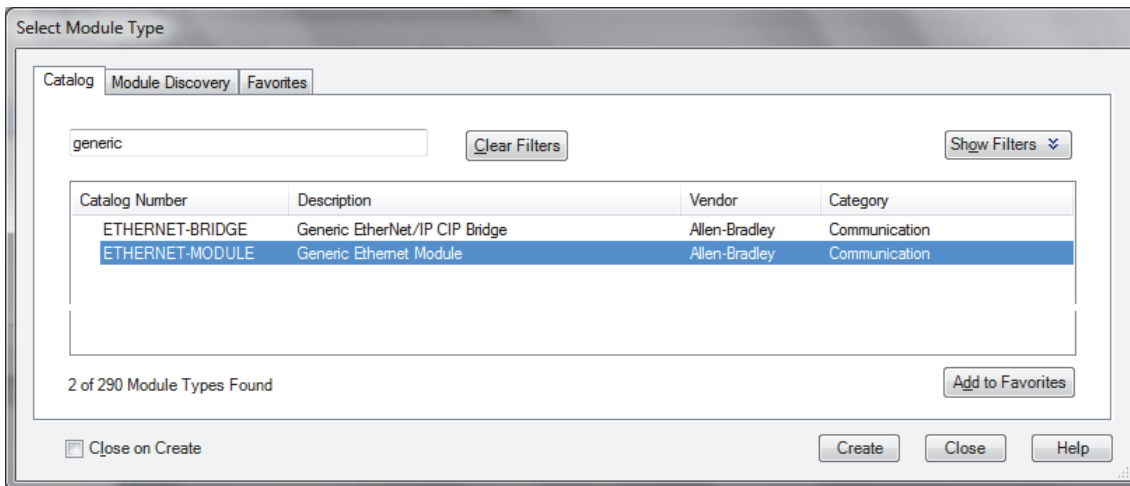 Select Module Type
Catalog Module Discovery Favorites
generic Clear Filters Show Filters
Catalog Number Description Vendor Category
ETHERNET-BRIDGE Generic EtherNet/IP CIP Bridge Allen-Bradley Communication
ETHERNET-MODULE Generic Ethernet Module Allen-Bradley Communication
2 of 290 Module Types Found Add to Favorites
Close on Create Create Close Help